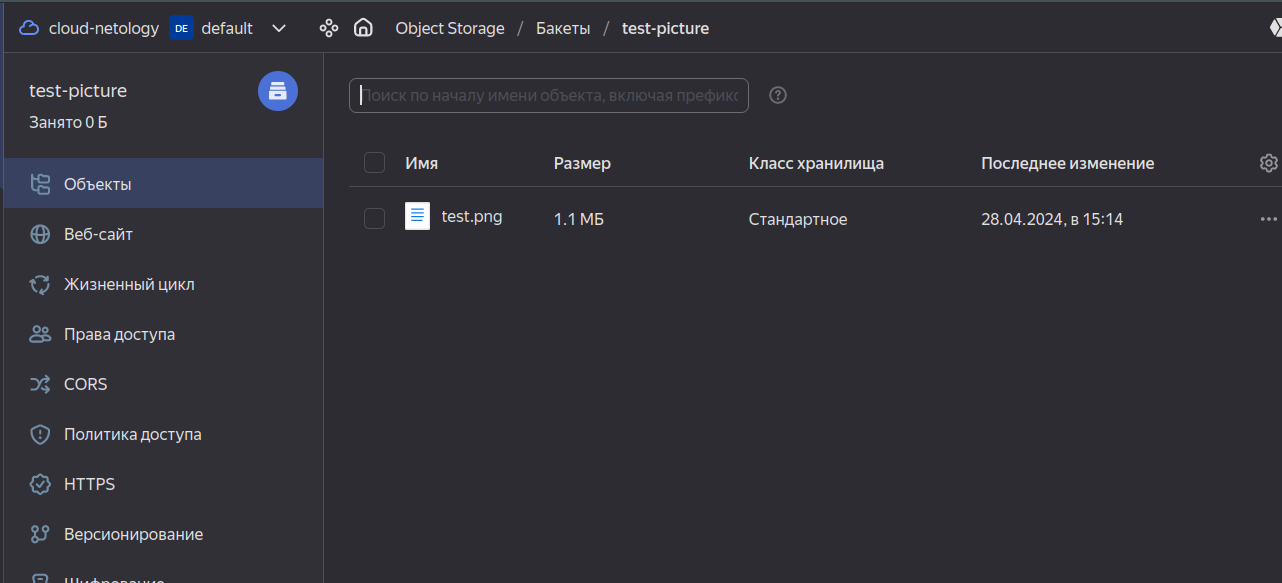 cloud-netology DE default Object Storage / Бакеты / test-picture
test-picture
Занято 0 Б
Объекты
Веб-сайт
Жизненный цикл
Права доступа
CORS
Политика доступа
HTTPS
Версионирование
Шифрование
Поиск по началу имени объекта, включая префикс
Имя Размер Класс хранилища Последнее изменение
test.png 1.1 МБ Стандартное 28.04.2024, в 15:14